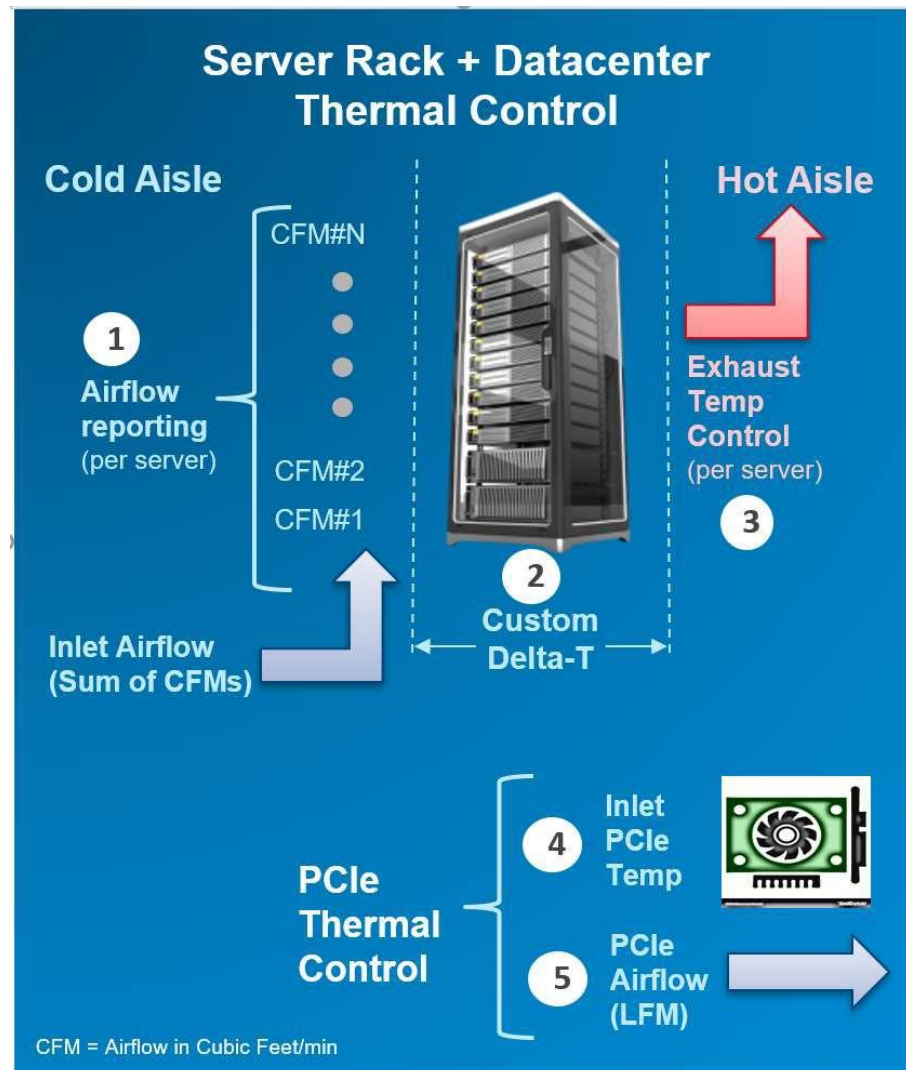 Server Rack + Datacenter
Thermal Control
Cold Aisle
Hot Aisle
CFM#N
1
Airflow
reporting
(per server)
CFM#2
CFM#1
Exhaust
Temp
Control
(per server)
3
2
Custom
Delta-T
Inlet Airflow
(Sum of CFMs)
PCIe
Thermal
Control
4
Inlet
PCIe
Temp
5
PCIe
Airflow
(LFM)
CFM = Airflow in Cubic Feet/min